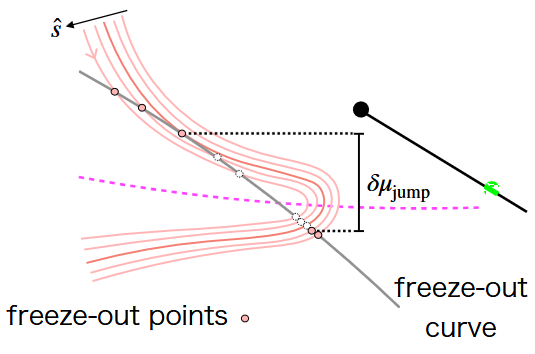 ŝ
δμjump
freeze-out
curve
freeze-out points